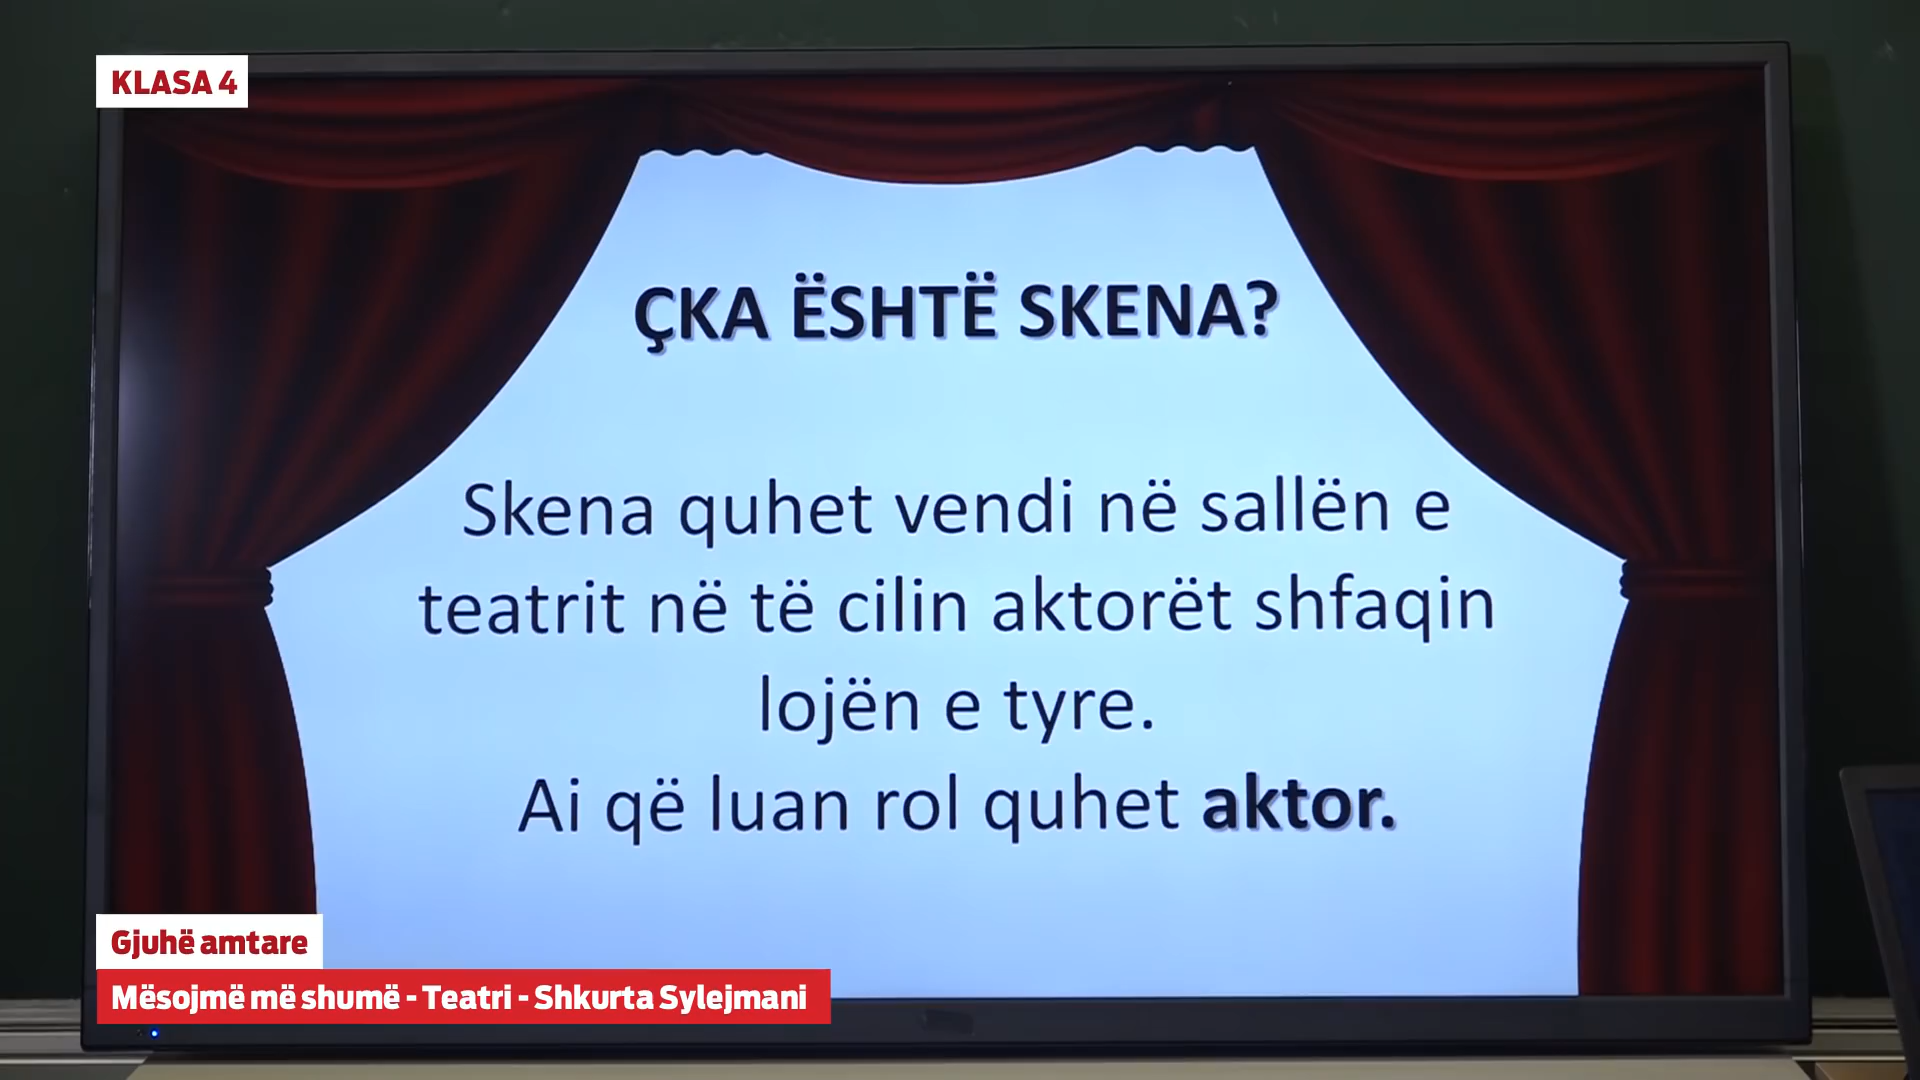 KLASA 4
ÇKA ËSHTË SKENA?
Skena quhet vendi në sallën e
teatrit në të cilin aktorët shfaqin
lojën e tyre.
Ai që luan rol quhet aktor.
Gjuhë amtare
Mësojmë më shumë - Teatri - Shkurta Sylejmani